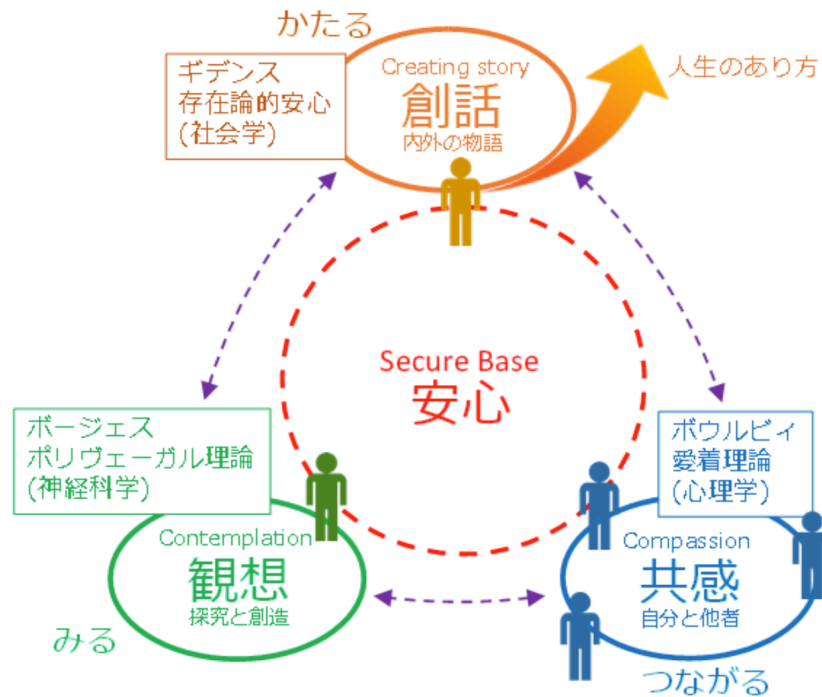 かたる
ギデンス
存在論的安心
(社会学)
Creating story
創話
内外の物語
人生のあり方
Secure Base
安心
ボージェス
ポリヴェーガル理論
(神経科学)
Contemplation
観想
探究と創造
みる
ボウルビィ
愛着理論
(心理学)
Compassion
共感
自分と他者
つながる